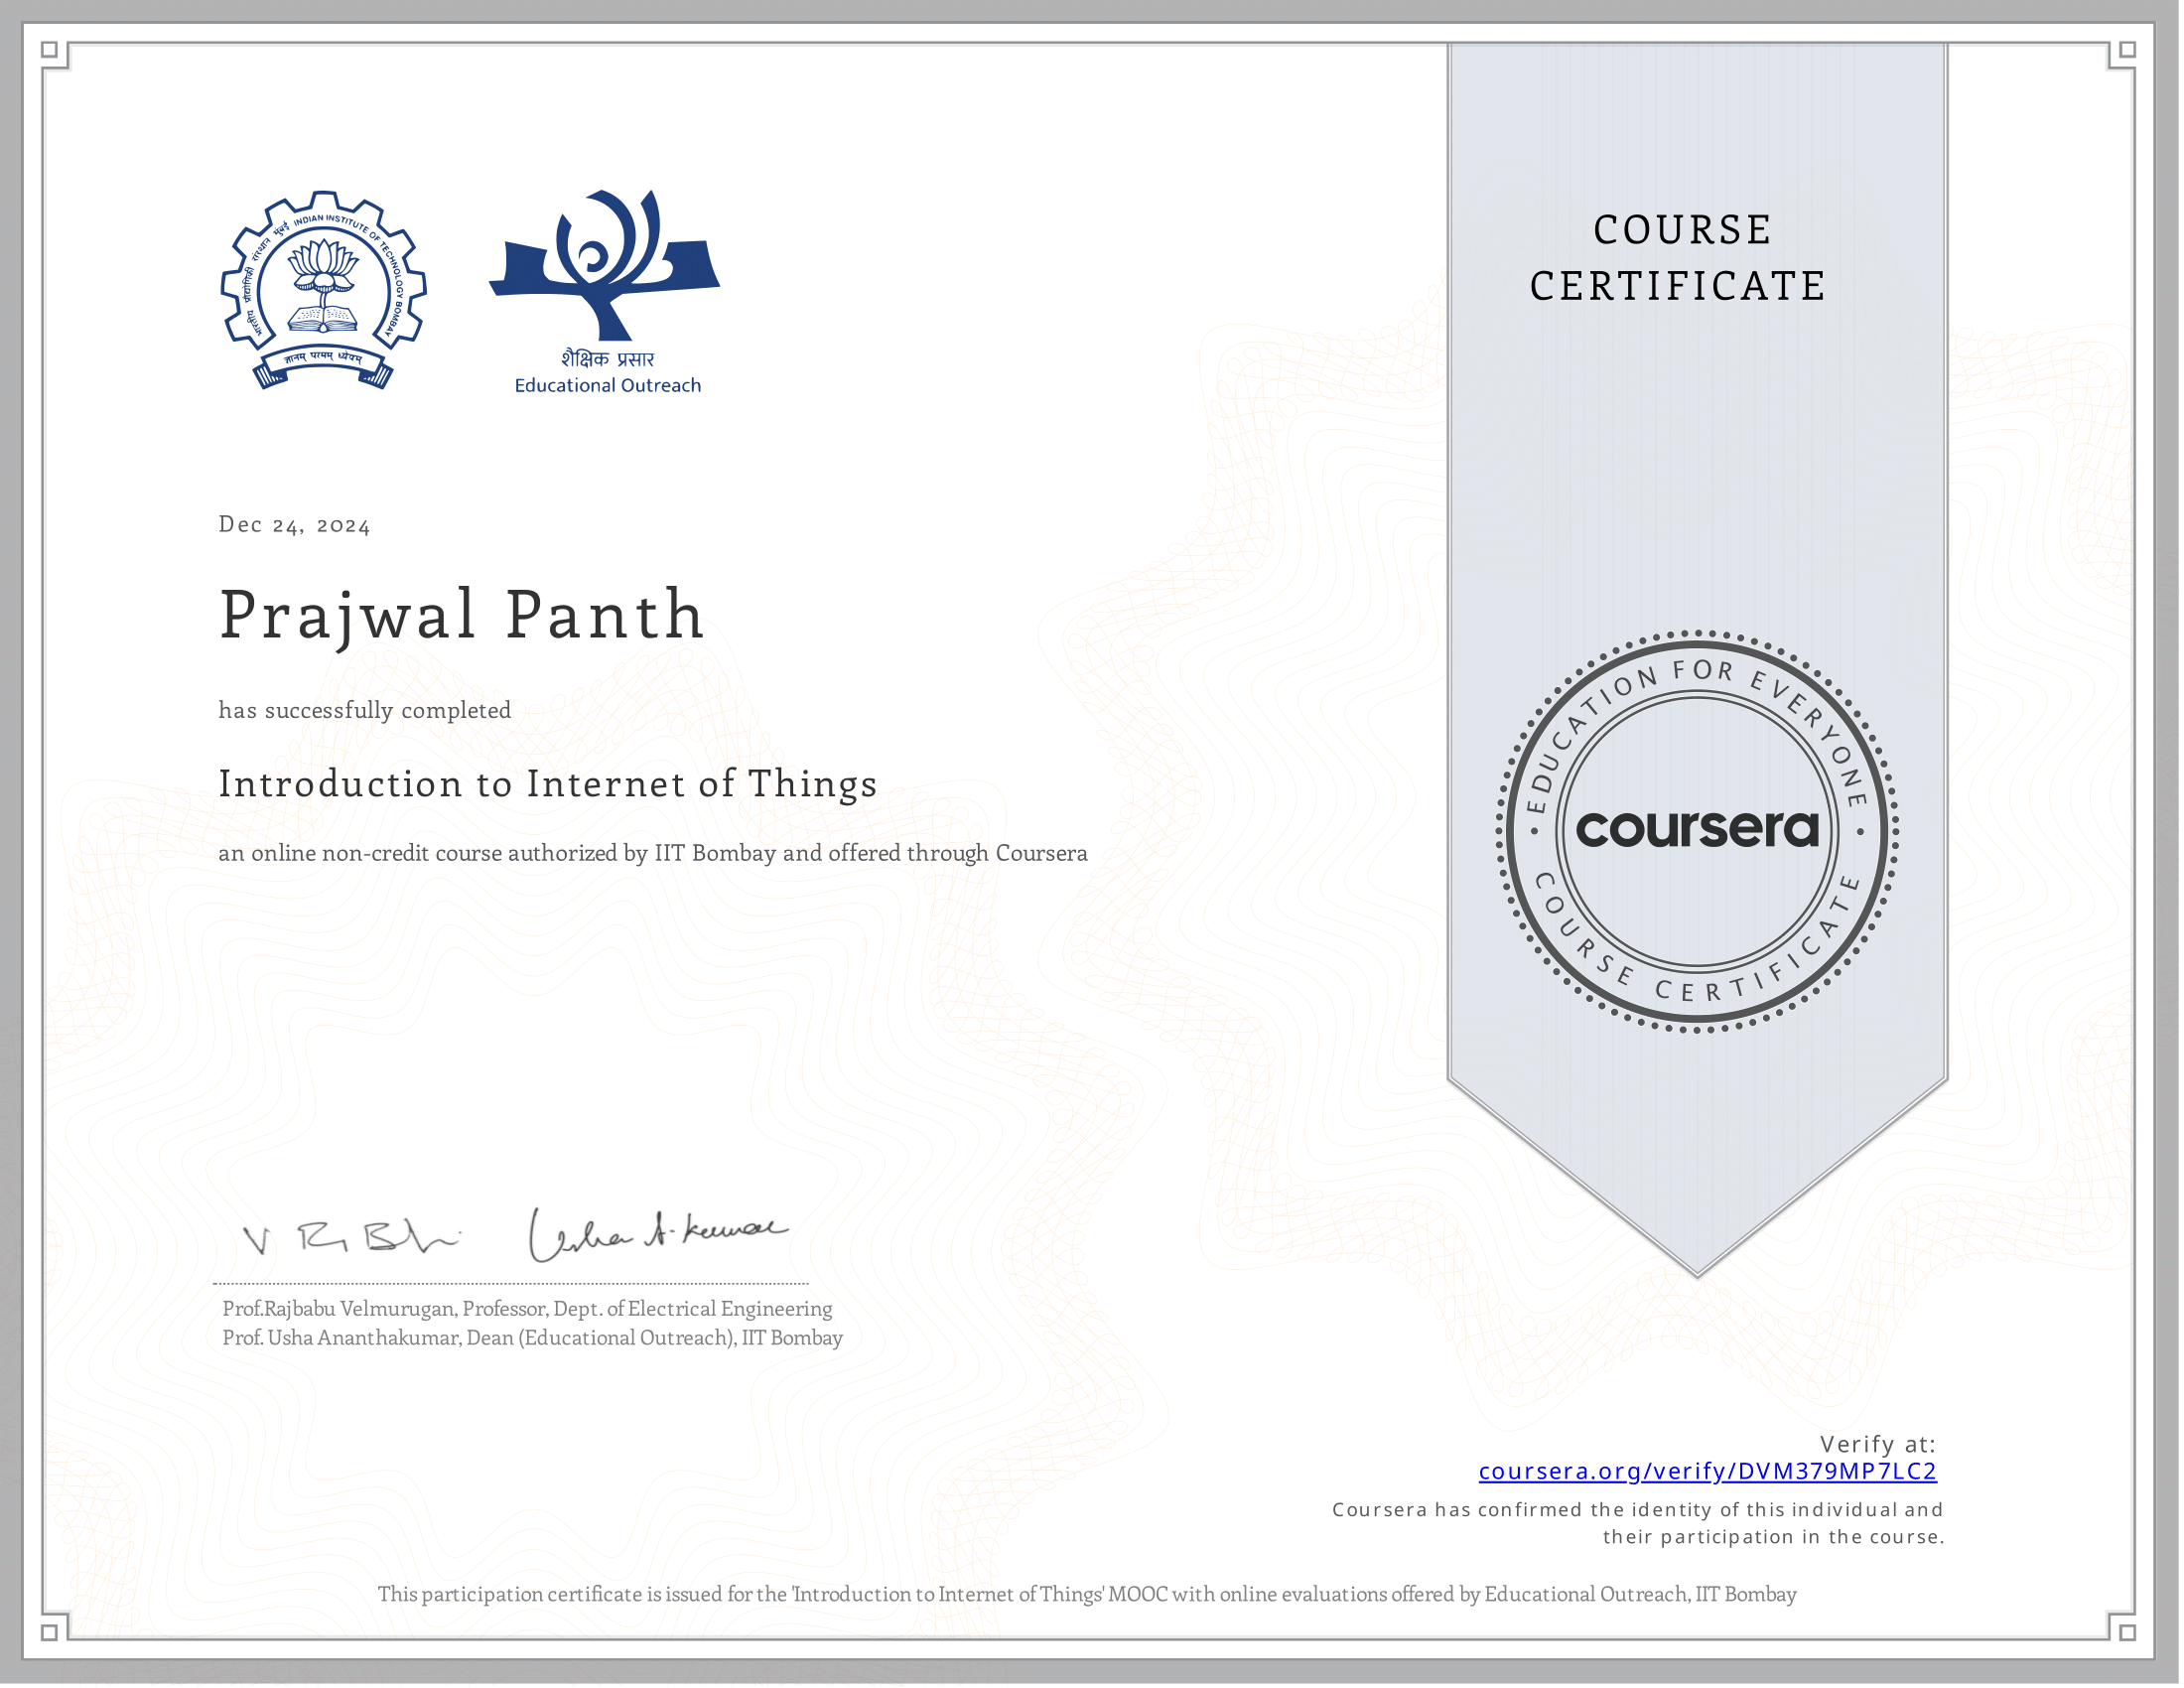 भारतीय प्रौद्योगिकी संस्थान मुंबई INDIAN INSTITUTE OF TECHNOLOGY BOMBAY
ज्ञानम् परमम् ध्येयम्
शैक्षिक प्रसार
Educational Outreach
COURSE
CERTIFICATE
Dec 24, 2024
Prajwal Panth
has successfully completed
Introduction to Internet of Things
an online non-credit course authorized by IIT Bombay and offered through Coursera
EDUCATION FOR EVERYONE
coursera
COURSE CERTIFICATE
Usha A. Kumar
Prof.Rajbabu Velmurugan, Professor, Dept. of Electrical Engineering
Prof. Usha Ananthakumar, Dean (Educational Outreach), IIT Bombay
Verify at:
coursera.org/verify/DVM379MP7LC2
Coursera has confirmed the identity of this individual and
their participation in the course.
This participation certificate is issued for the 'Introduction to Internet of Things' MOOC with online evaluations offered by Educational Outreach, IIT Bombay